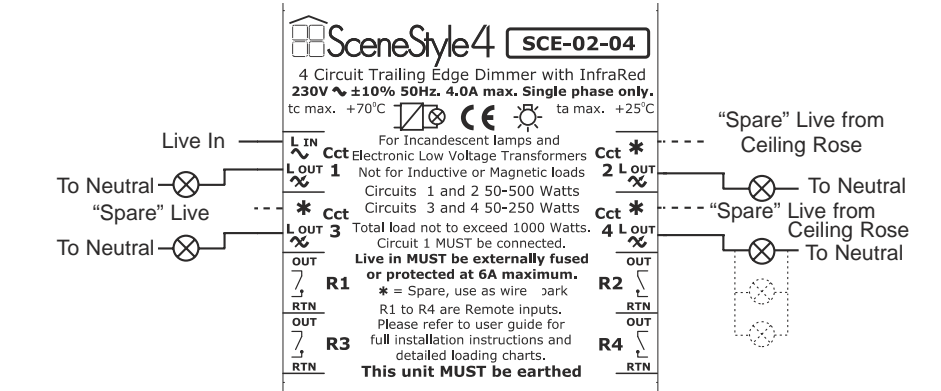 SceneStyle4 SCE-02-04
4 Circuit Trailing Edge Dimmer with InfraRed
230V ±10% 50Hz. 4.0A max. Single phase only.
tc max. +70°C CE ta max. +25°C
Live In
L IN
Cct
1
L OUT
To Neutral
"Spare" Live
*
Cct
3
L OUT
To Neutral
OUT
R1
RTN
OUT
R3
RTN
For Incandescent lamps and
Electronic Low Voltage Transformers
Not for Inductive or Magnetic loads
Circuits 1 and 2 50-500 Watts
Circuits 3 and 4 50-250 Watts
Total load not to exceed 1000 Watts.
Circuit 1 MUST be connected.
Live in MUST be externally fused
or protected at 6A maximum.
* = Spare, use as wire park
R1 to R4 are Remote inputs.
Please refer to user guide for
full installation instructions and
detailed loading charts.
This unit MUST be earthed
"Spare" Live from
Ceiling Rose
Cct *
2 L OUT
To Neutral
"Spare" Live from
Ceiling Rose
Cct *
4 L OUT
To Neutral
OUT
R2
RTN
OUT
R4
RTN